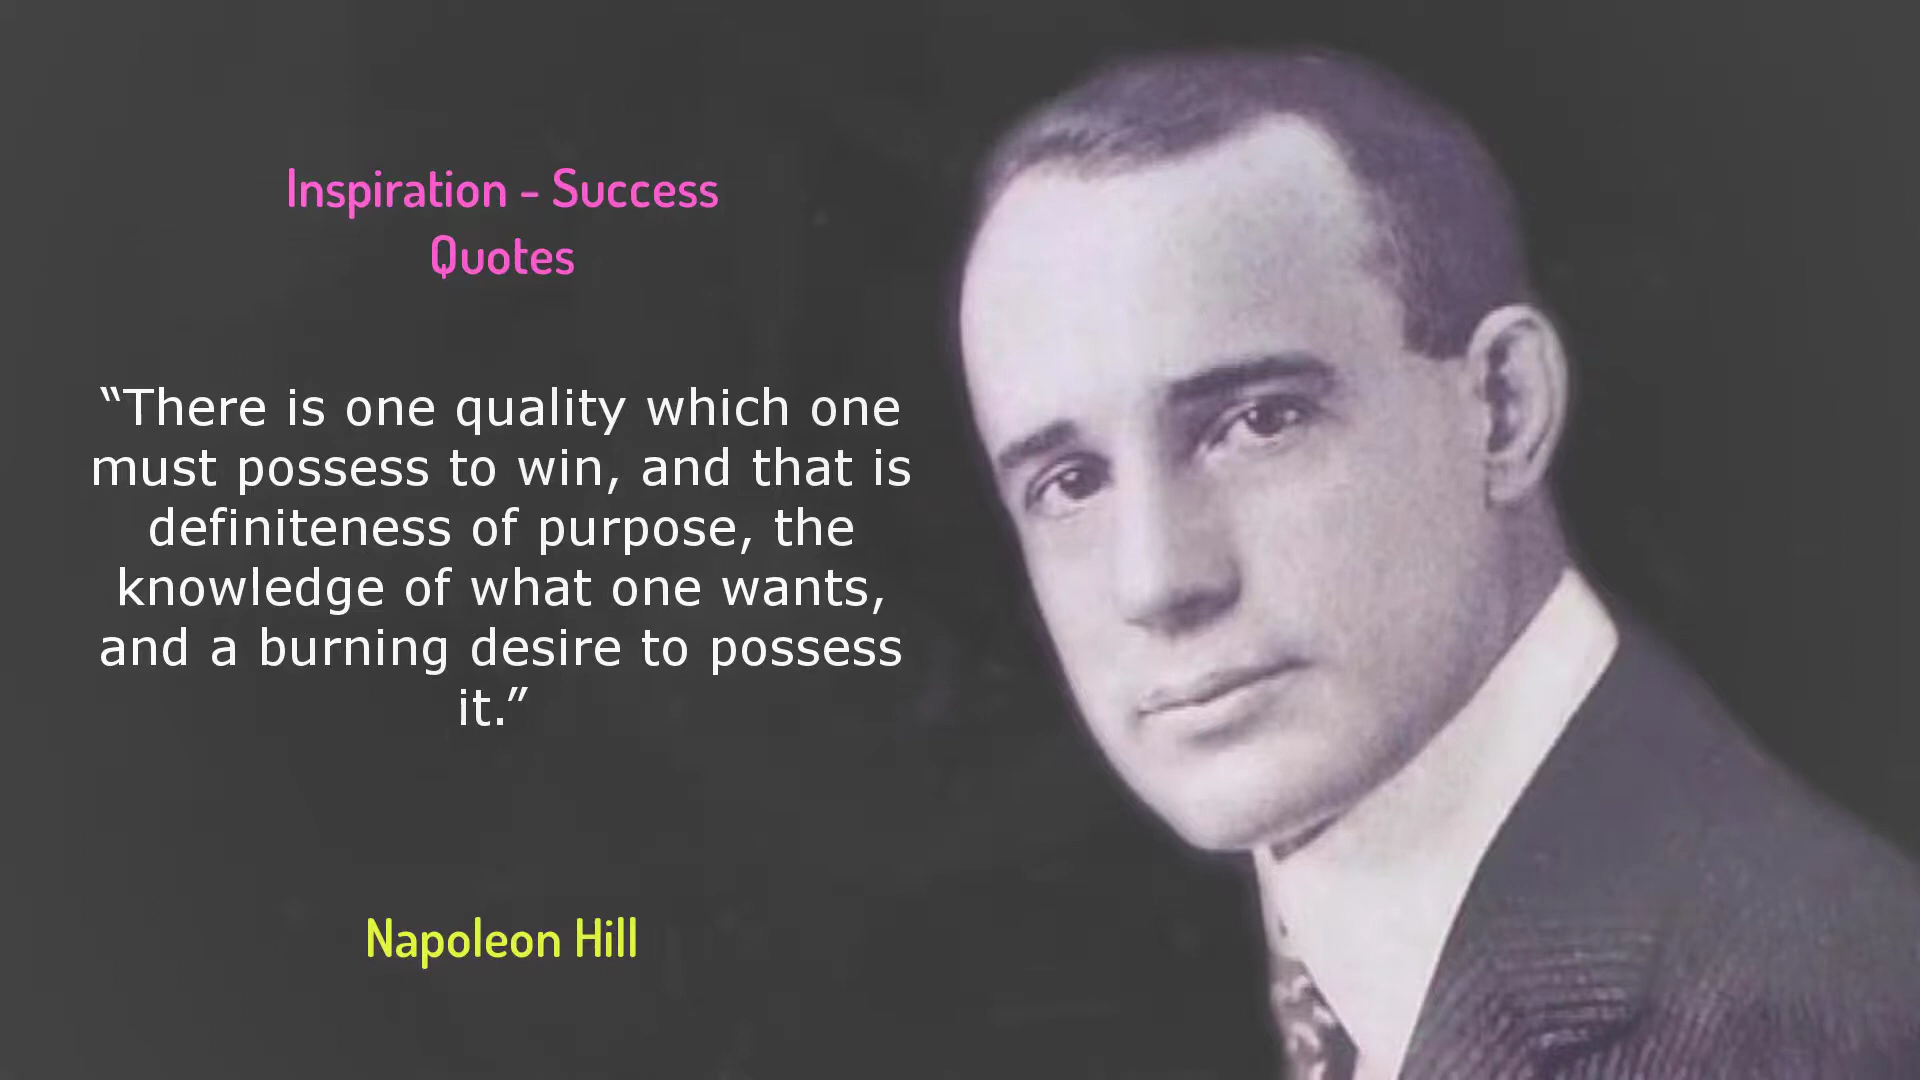 Inspiration - Success
Quotes
“There is one quality which one
must possess to win, and that is
definiteness of purpose, the
knowledge of what one wants,
and a burning desire to possess
it.”
Napoleon Hill